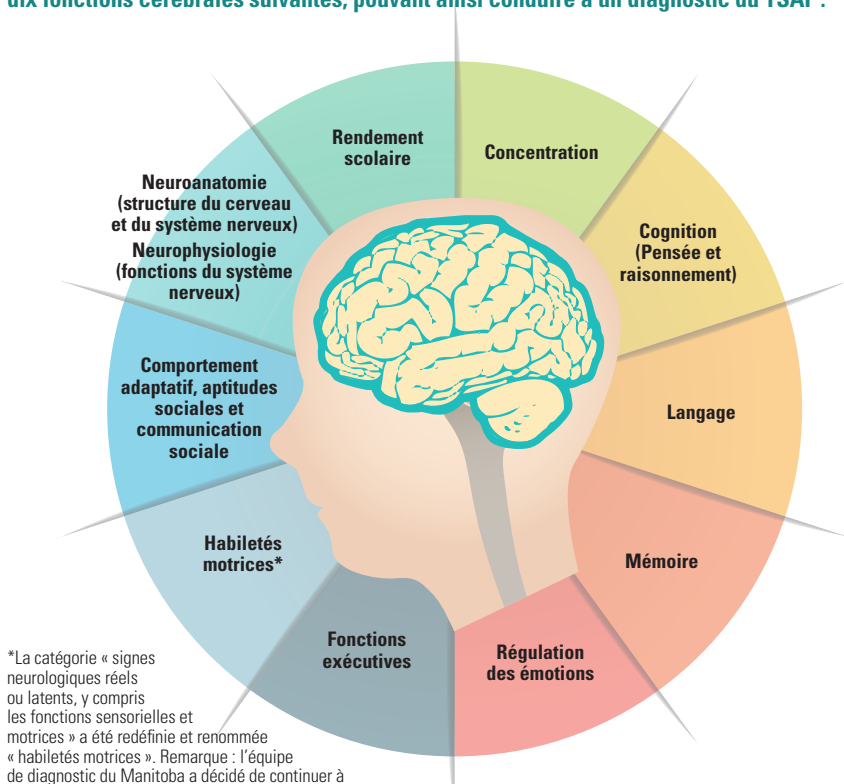 dix fonctions cérébrales suivantes, pouvant ainsi conduire à un diagnostic du TSAF :
Rendement
scolaire
Concentration
Neuroanatomie
(structure du cerveau
et du système nerveux)
Neurophysiologie
(fonctions du système
nerveux)
Cognition
(Pensée et
raisonnement)
Comportement
adaptatif, aptitudes
sociales et
communication
sociale
Langage
Habiletés
motrices*
Mémoire
Fonctions
exécutives
Régulation
des émotions
*La catégorie « signes
neurologiques réels
ou latents, y compris
les fonctions sensorielles et
motrices » a été redéfinie et renommée
« habiletés motrices ». Remarque : l’équipe
de diagnostic du Manitoba a décidé de continuer à